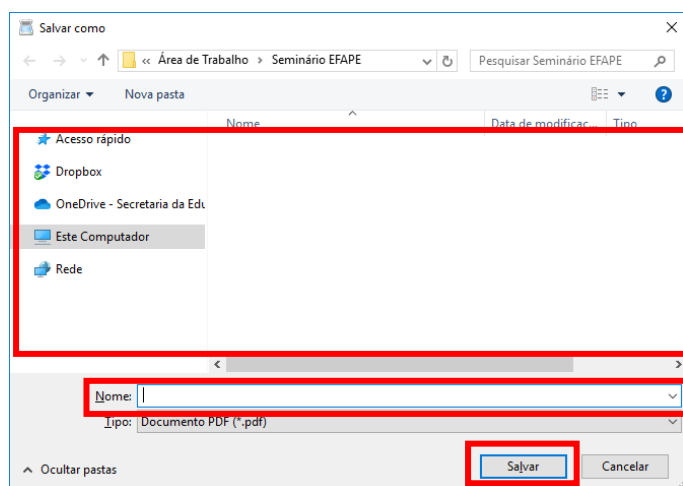 Salvar como
« Área de Trabalho > Seminário EFAPE
Pesquisar Seminário EFAPE
Organizar
Nova pasta
?
Nome
Data de modificaç...
Tipo
Acesso rápido
Dropbox
OneDrive - Secretaria da Edu
Este Computador
Rede
Nome:
Tipo: Documento PDF (*.pdf)
Ocultar pastas
Salvar
Cancelar